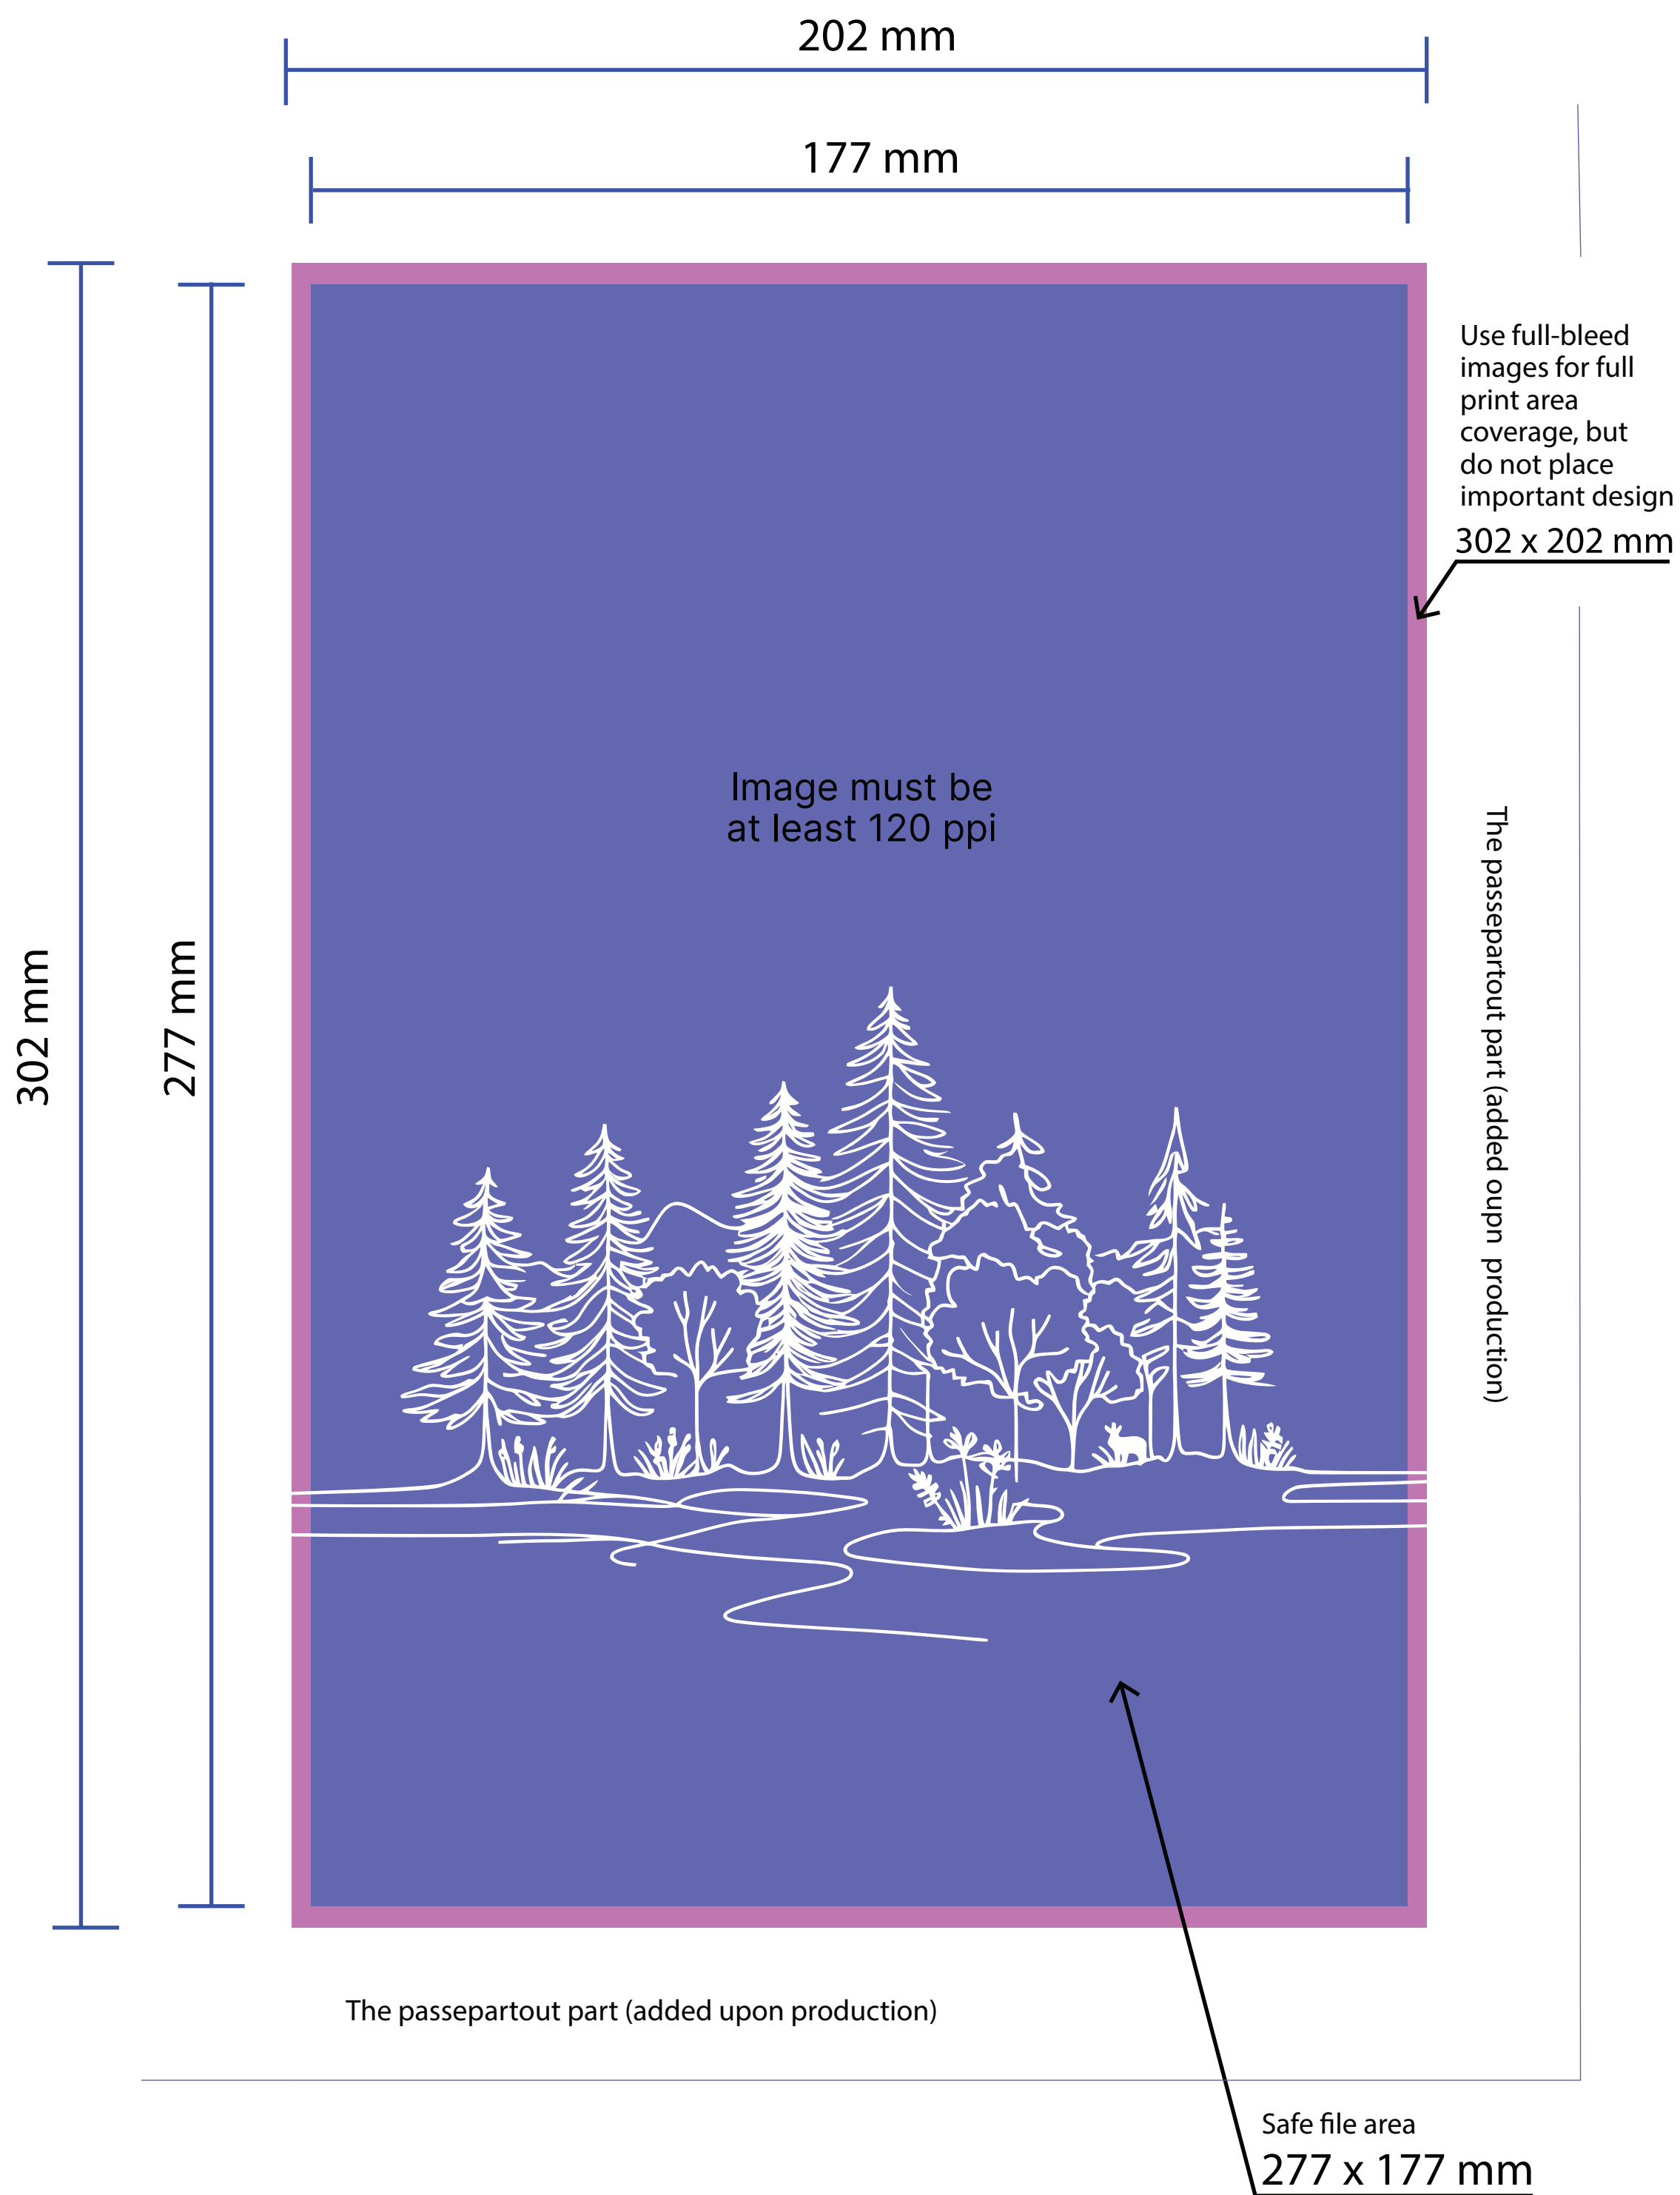 202 mm
177 mm
Use full-bleed
images for full
print area
coverage, but
do not place
important design
302 x 202 mm
Image must be
at least 120 ppi
302 mm
277 mm
The passepartout part (added oupn production)
The passepartout part (added upon production)
Safe file area
277 x 177 mm